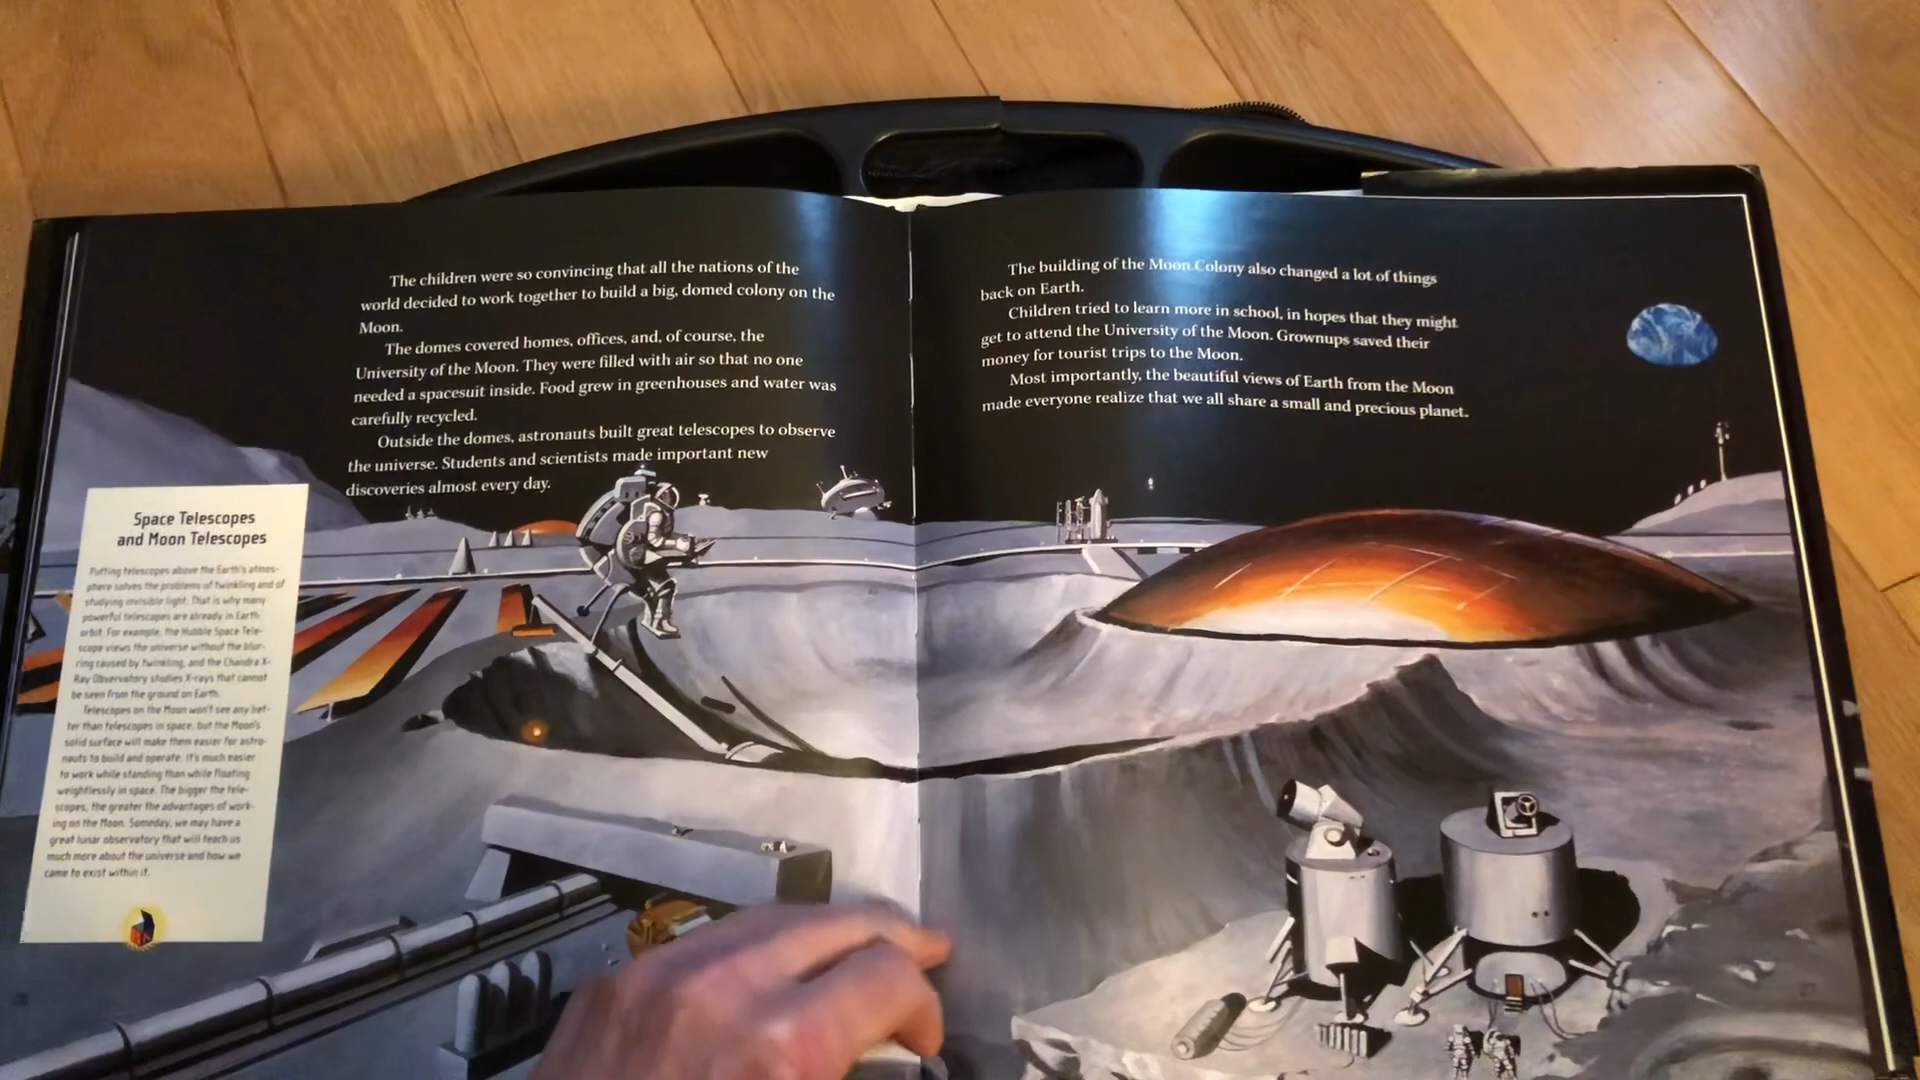 The children were so convincing that all the nations of the
world decided to work together to build a big, domed colony on the
Moon.
The domes covered homes, offices, and, of course, the
University of the Moon. They were filled with air so that no one
needed a spacesuit inside. Food grew in greenhouses and water was
carefully recycled.
Outside the domes, astronauts built great telescopes to observe
the universe. Students and scientists made important new
discoveries almost every day.
Space Telescopes
and Moon Telescopes
Putting telescopes above the Earth's atmos-
phere solves the problems of twinkling and of
studying invisible light. That is why many
powerful telescopes are already in Earth
orbit. For example, the Hubble Space Tele-
scope views the universe without the blur-
ring caused by twinkling, and the Chandra X-
Ray Observatory studies X-rays that cannot
be seen from the ground on Earth.
Telescopes on the Moon won't see any bet-
ter than telescopes in space, but the Moon's
solid surface will make them easier for astro-
nauts to build and operate. It's much easier
to work while standing than while floating
weightlessly in space. The bigger the tele-
scopes, the greater the advantages of work-
ing on the Moon. Someday, we may have a
great lunar observatory that will teach us
much more about the universe and how we
came to exist within it.
The building of the Moon Colony also changed a lot of things
back on Earth.
Children tried to learn more in school, in hopes that they might
get to attend the University of the Moon. Grownups saved their
money for tourist trips to the Moon.
Most importantly, the beautiful views of Earth from the Moon
made everyone realize that we all share a small and precious planet.